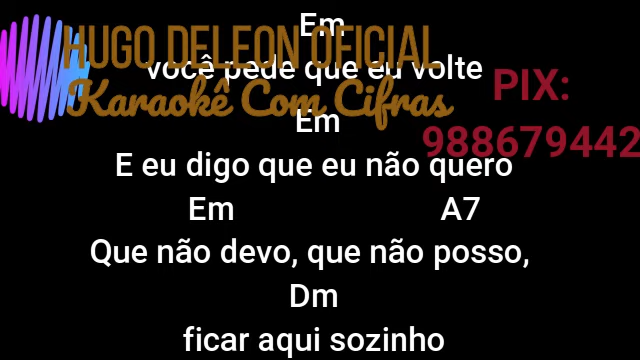 Em
HUGO DELEON OFICIAL
você pede que eu volte
PIX:
Karaokê Com Cifras
Em
988679442
E eu digo que eu não quero
Em A7
Que não devo, que não posso,
Dm
ficar aqui sozinho